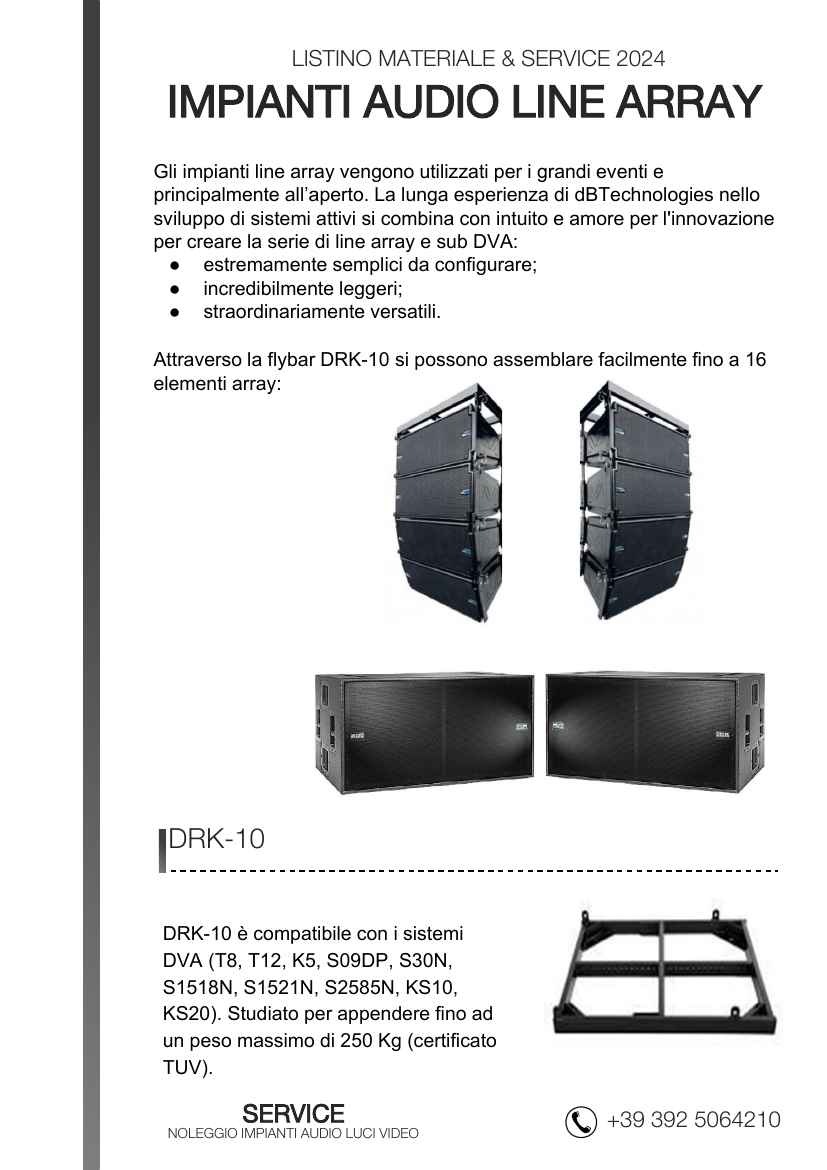 LISTINO MATERIALE & SERVICE 2024
IMPIANTI AUDIO LINE ARRAY
Gli impianti line array vengono utilizzati per i grandi eventi e
principalmente all’aperto. La lunga esperienza di dBTechnologies nello
sviluppo di sistemi attivi si combina con intuito e amore per l'innovazione
per creare la serie di line array e sub DVA:
● estremamente semplici da configurare;
● incredibilmente leggeri;
● straordinariamente versatili.
Attraverso la flybar DRK-10 si possono assemblare facilmente fino a 16
elementi array:
DRK-10
DRK-10 è compatibile con i sistemi
DVA (T8, T12, K5, S09DP, S30N,
S1518N, S1521N, S2585N, KS10,
KS20). Studiato per appendere fino ad
un peso massimo di 250 Kg (certificato
TUV).
SERVICE
NOLEGGIO IMPIANTI AUDIO LUCI VIDEO
+39 392 5064210